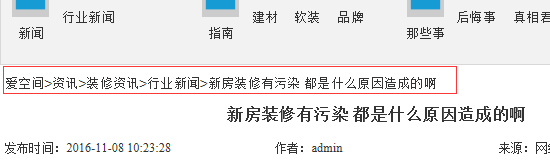 行业新闻 建材 软装 品牌 后悔事 真相
新闻 指南 那些事
爱空间>资讯>装修资讯>行业新闻>新房装修有污染 都是什么原因造成的啊
新房装修有污染 都是什么原因造成的啊
发布时间：2016-11-08 10:23:28 作者：admin 来源：网